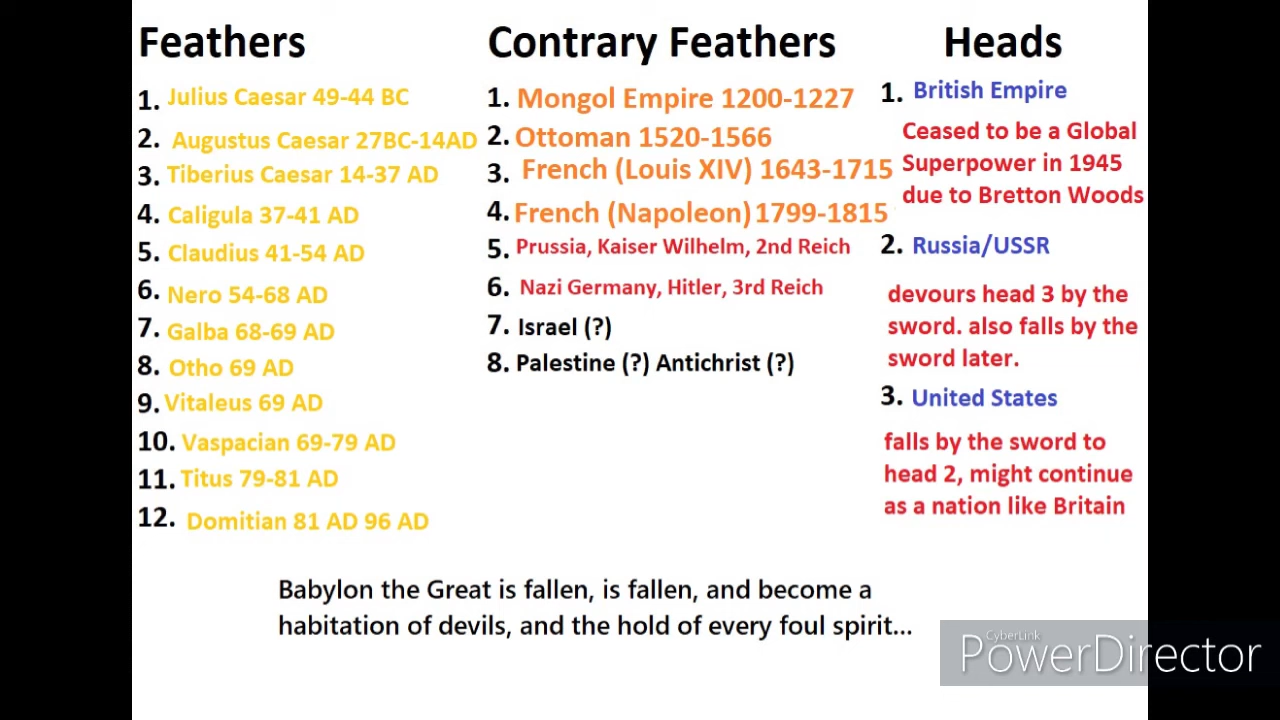 Feathers
1. Julius Caesar 49-44 BC
2. Augustus Caesar 27BC-14AD
3. Tiberius Caesar 14-37 AD
4. Caligula 37-41 AD
5. Claudius 41-54 AD
6. Nero 54-68 AD
7. Galba 68-69 AD
8. Otho 69 AD
9. Vitaleus 69 AD
10. Vaspacian 69-79 AD
11. Titus 79-81 AD
12. Domitian 81 AD 96 AD
Contrary Feathers
1. Mongol Empire 1200-1227
2. Ottoman 1520-1566
3. French (Louis XIV) 1643-1715
4. French (Napoleon) 1799-1815
5. Prussia, Kaiser Wilhelm, 2nd Reich
6. Nazi Germany, Hitler, 3rd Reich
7. Israel (?)
8. Palestine (?) Antichrist (?)
Heads
1. British Empire
Ceased to be a Global
Superpower in 1945
due to Bretton Woods
2. Russia/USSR
devours head 3 by the
sword. also falls by the
sword later.
3. United States
falls by the sword to
head 2, might continue
as a nation like Britain
Babylon the Great is fallen, is fallen, and become a
habitation of devils, and the hold of every foul spirit...
CyberLink
PowerDirector